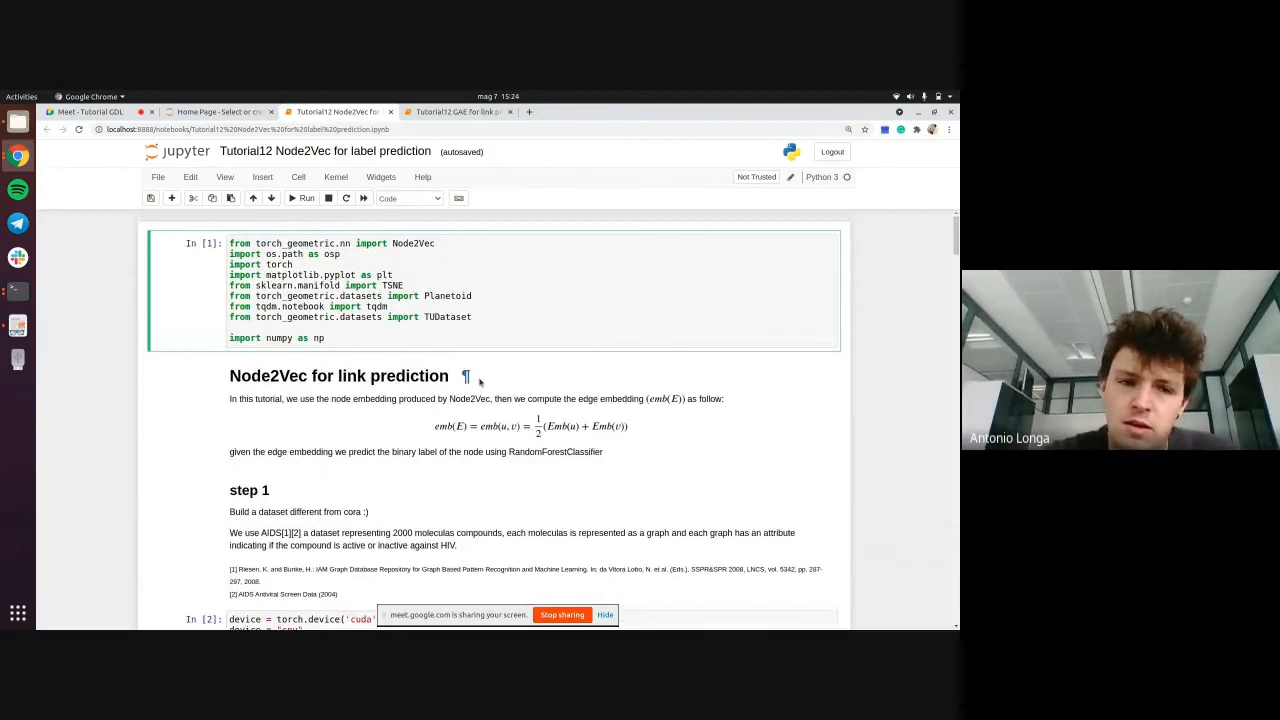 Activities
Google Chrome
mag 7 15:24
Meet - Tutorial GDL
Home Page - Select or cre
Tutorial12 Node2Vec for
Tutorial12 GAE for link p
localhost:8888/notebooks/Tutorial12%20Node2Vec%20for%20label%20prediction.ipynb
jupyter
Tutorial12 Node2Vec for label prediction
(autosaved)
Logout
File
Edit
View
Insert
Cell
Kernel
Widgets
Help
Not Trusted
Python 3
Run
Code
In [1]:
from torch_geometric.nn import Node2Vec
import os.path as osp
import torch
import matplotlib.pyplot as plt
from sklearn.manifold import TSNE
from torch_geometric.datasets import Planetoid
from tqdm.notebook import tqdm
from torch_geometric.datasets import TUDataset
import numpy as np
Node2Vec for link prediction ¶
In this tutorial, we use the node embedding produced by Node2Vec, then we compute the edge embedding (emb(E)) as follow:
emb(E) = emb(u, v) = 1/2 (Emb(u) + Emb(v))
given the edge embedding we predict the binary label of the node using RandomForestClassifier
step 1
Build a dataset different from cora :)
We use AIDS[1][2] a dataset representing 2000 moleculas compounds, each moleculas is represented as a graph and each graph has an attribute
indicating if the compound is active or inactive against HIV.
[1] Riesen, K. and Bunke, H.: IAM Graph Database Repository for Graph Based Pattern Recognition and Machine Learning. In: da Vitora Lobo, N. et al. (Eds.), SSPR&SPR 2008, LNCS, vol. 5342, pp. 287-
297, 2008.
[2] AIDS Antiviral Screen Data (2004)
In [2]:
device = torch.device('cuda'
meet.google.com is sharing your screen.
Stop sharing
Hide
Antonio Longa